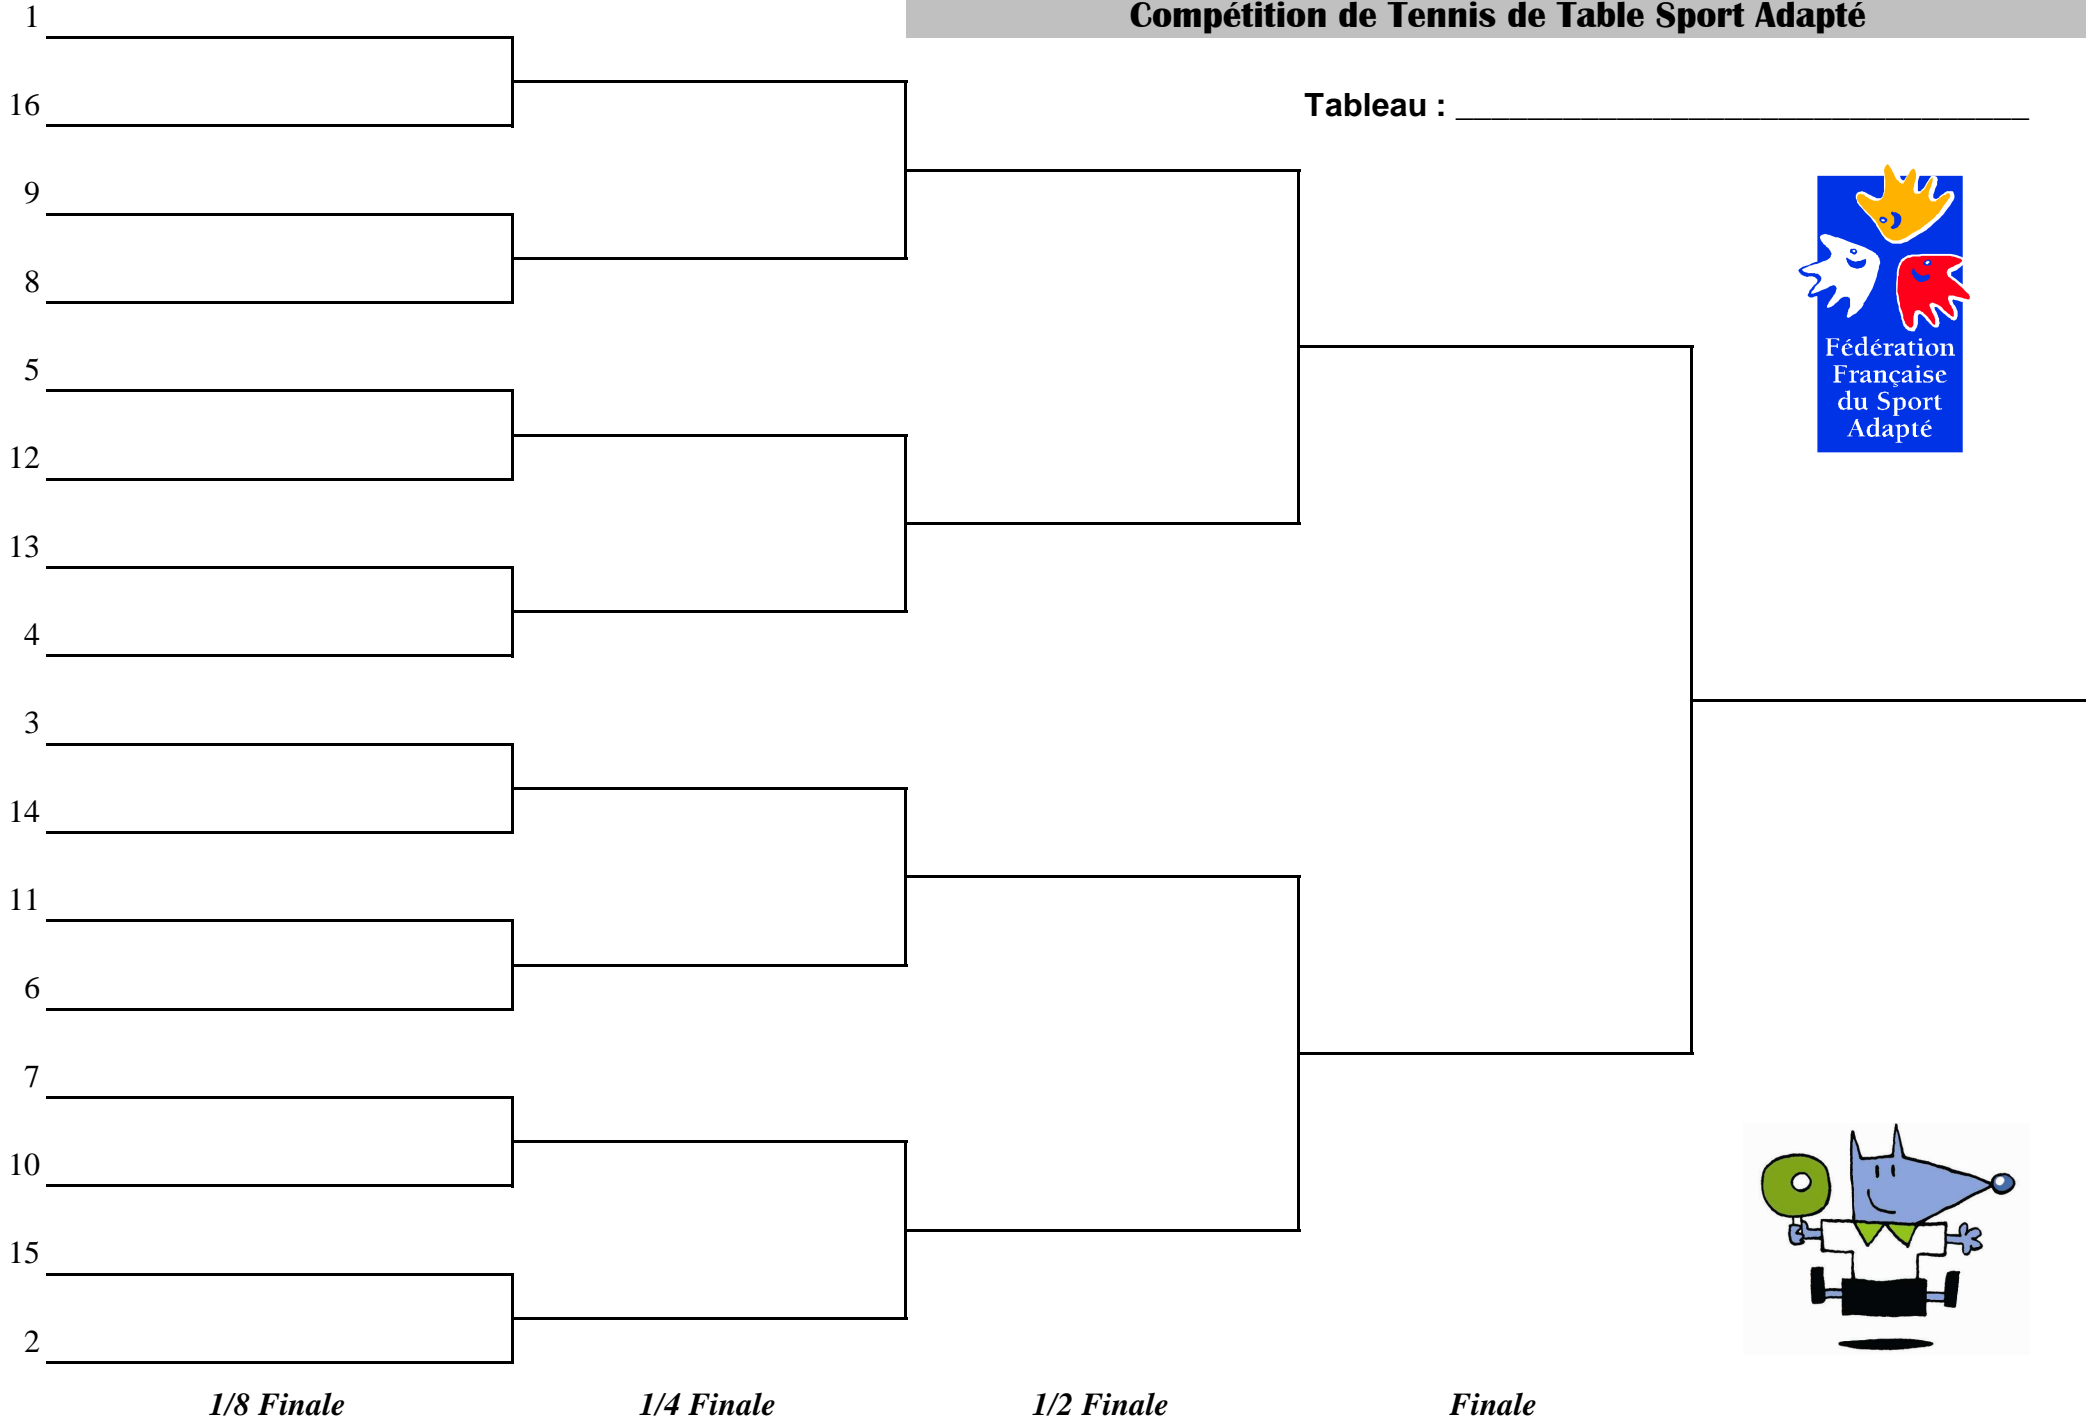 Compétition de Tennis de Table Sport Adapté
Tableau : ________________________________
1
16
9
8
5
12
13
4
3
14
11
6
7
10
15
2
Fédération
Française
du Sport
Adapté
1/8 Finale
1/4 Finale
1/2 Finale
Finale